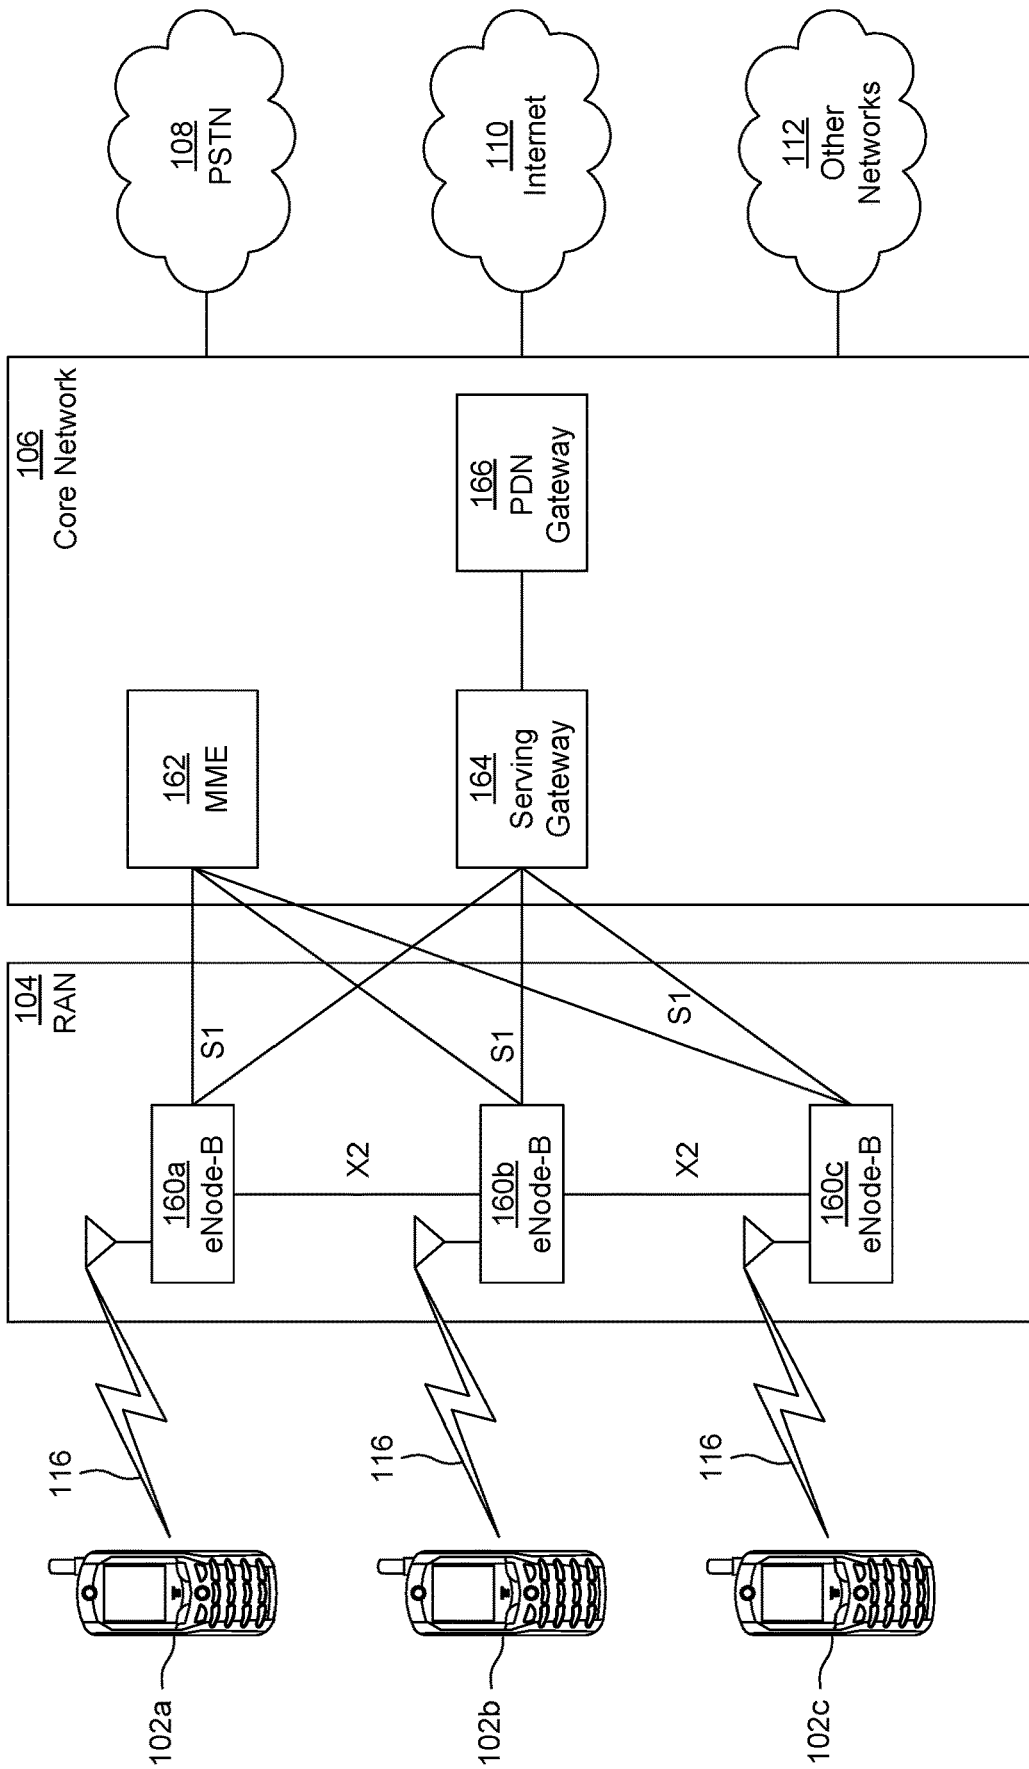 102a
102b
102c
116
116
116
104
RAN
160a
eNode-B
160b
eNode-B
160c
eNode-B
X2
X2
S1
S1
S1
106
Core Network
162
MME
164
Serving
Gateway
166
PDN
Gateway
108
PSTN
110
Internet
112
Other
Networks